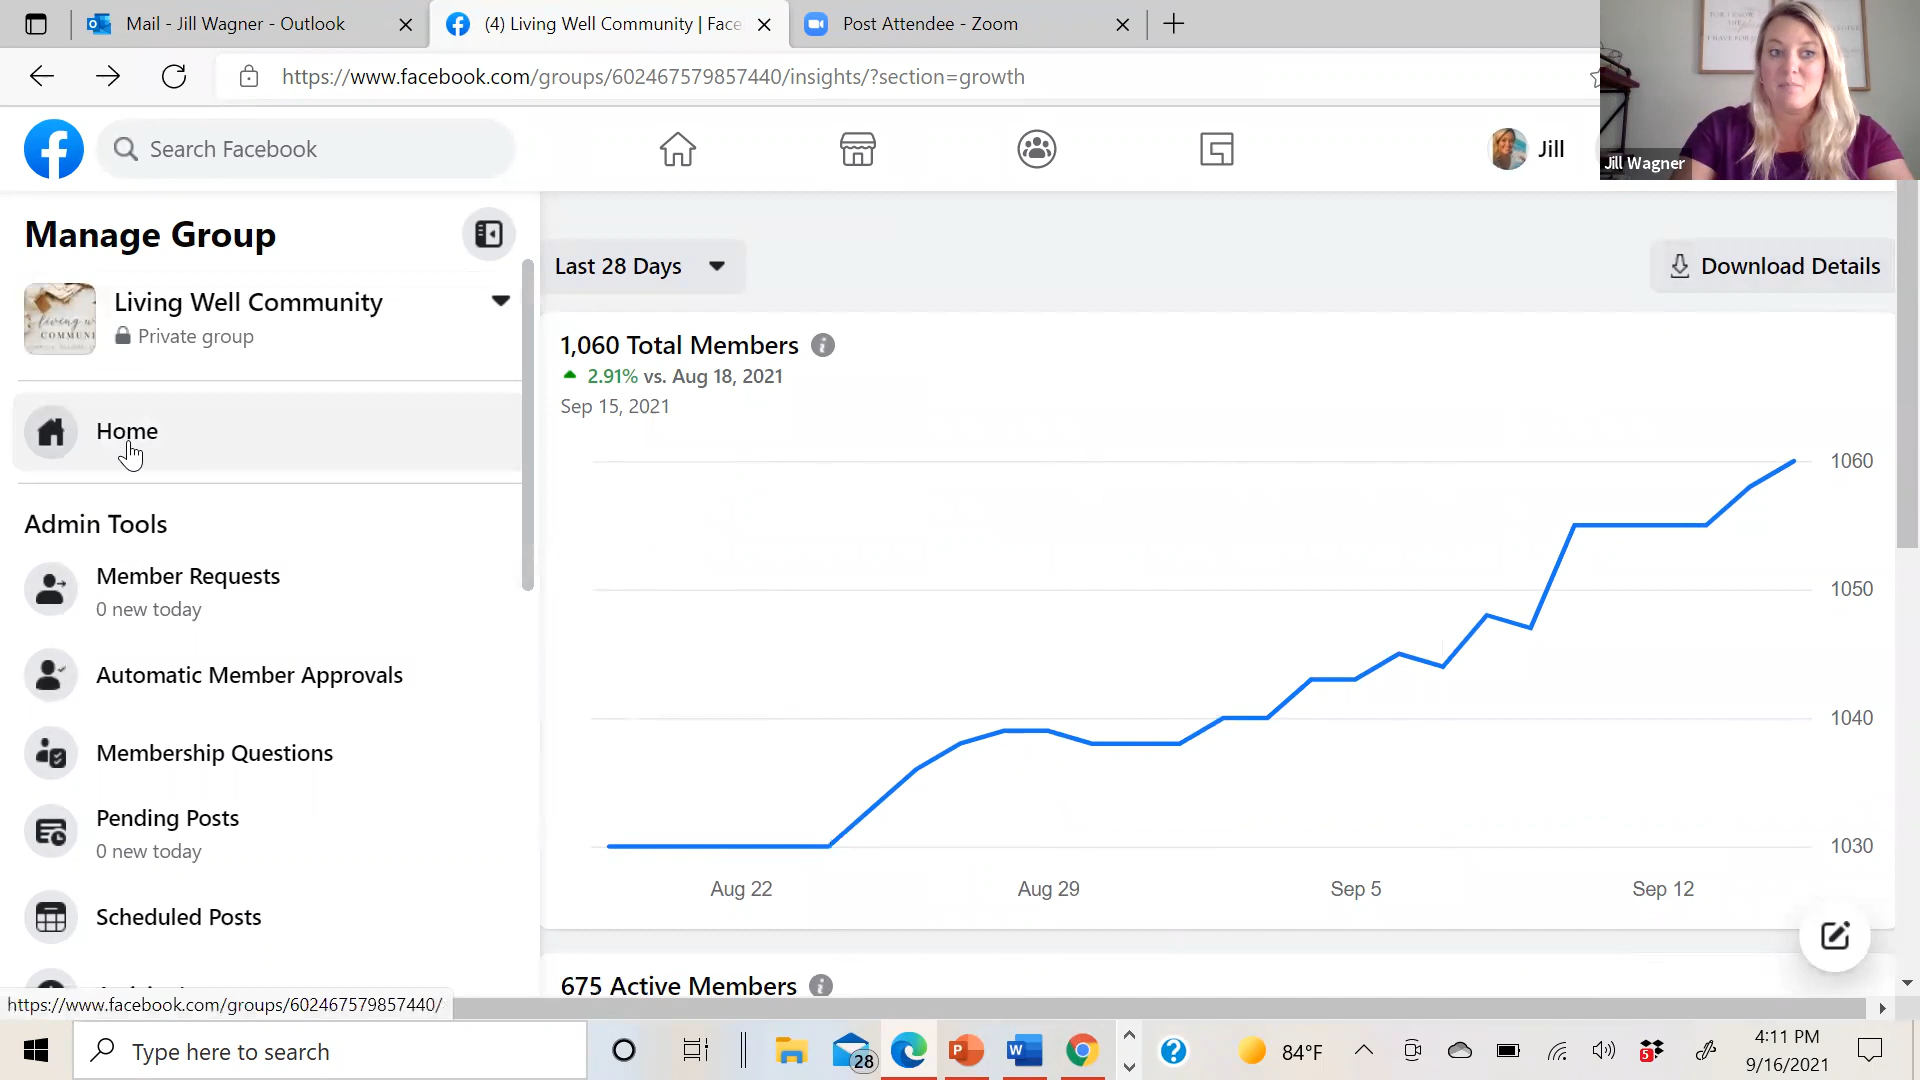 Mail - Jill Wagner - Outlook
(4) Living Well Community | Face
Post Attendee - Zoom
https://www.facebook.com/groups/602467579857440/insights/?section=growth
Search Facebook
Jill
Jill Wagner
Manage Group
Living Well Community
Private group
Home
Admin Tools
Member Requests
0 new today
Automatic Member Approvals
Membership Questions
Pending Posts
0 new today
Scheduled Posts
https://www.facebook.com/groups/602467579857440/
Last 28 Days
Download Details
1,060 Total Members
2.91% vs. Aug 18, 2021
Sep 15, 2021
1060
1050
1040
1030
Aug 22 Aug 29 Sep 5 Sep 12
675 Active Members
Type here to search
28
84°F
5
4:11 PM
9/16/2021